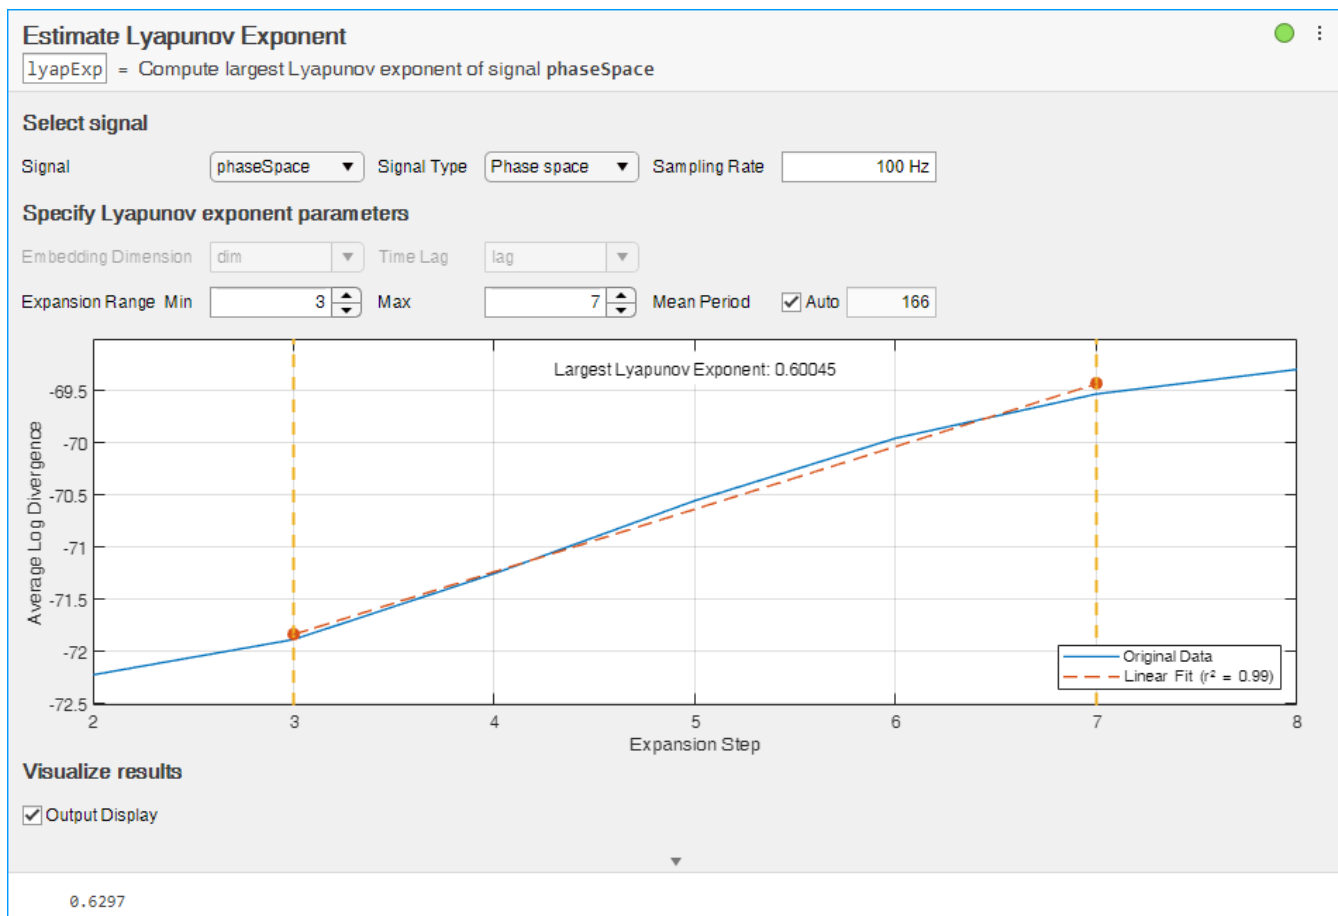 Estimate Lyapunov Exponent
lyapExp = Compute largest Lyapunov exponent of signal phaseSpace
Select signal
Signal phaseSpace Signal Type Phase space Sampling Rate 100 Hz
Specify Lyapunov exponent parameters
Embedding Dimension dim Time Lag lag
Expansion Range Min 3 Max 7 Mean Period Auto 166
Largest Lyapunov Exponent: 0.60045
-69.5
-70
-70.5
-71
-71.5
-72
-72.5
Average Log Divergence
Original Data
Linear Fit (r² = 0.99)
2 3 4 5 6 7 8
Expansion Step
Visualize results
Output Display
0.6297